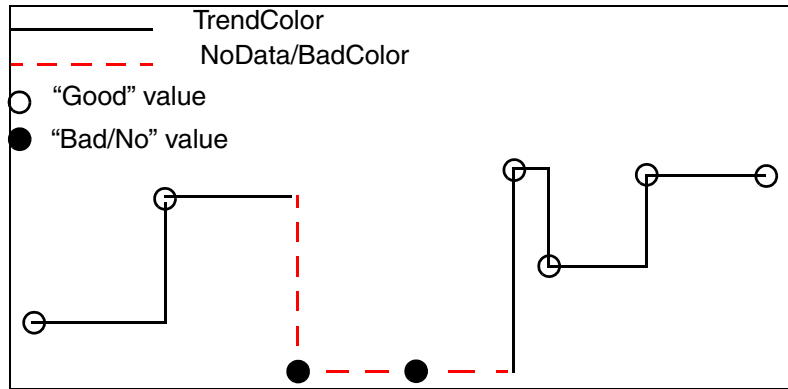 TrendColor
NoData/BadColor
“Good” value
“Bad/No” value